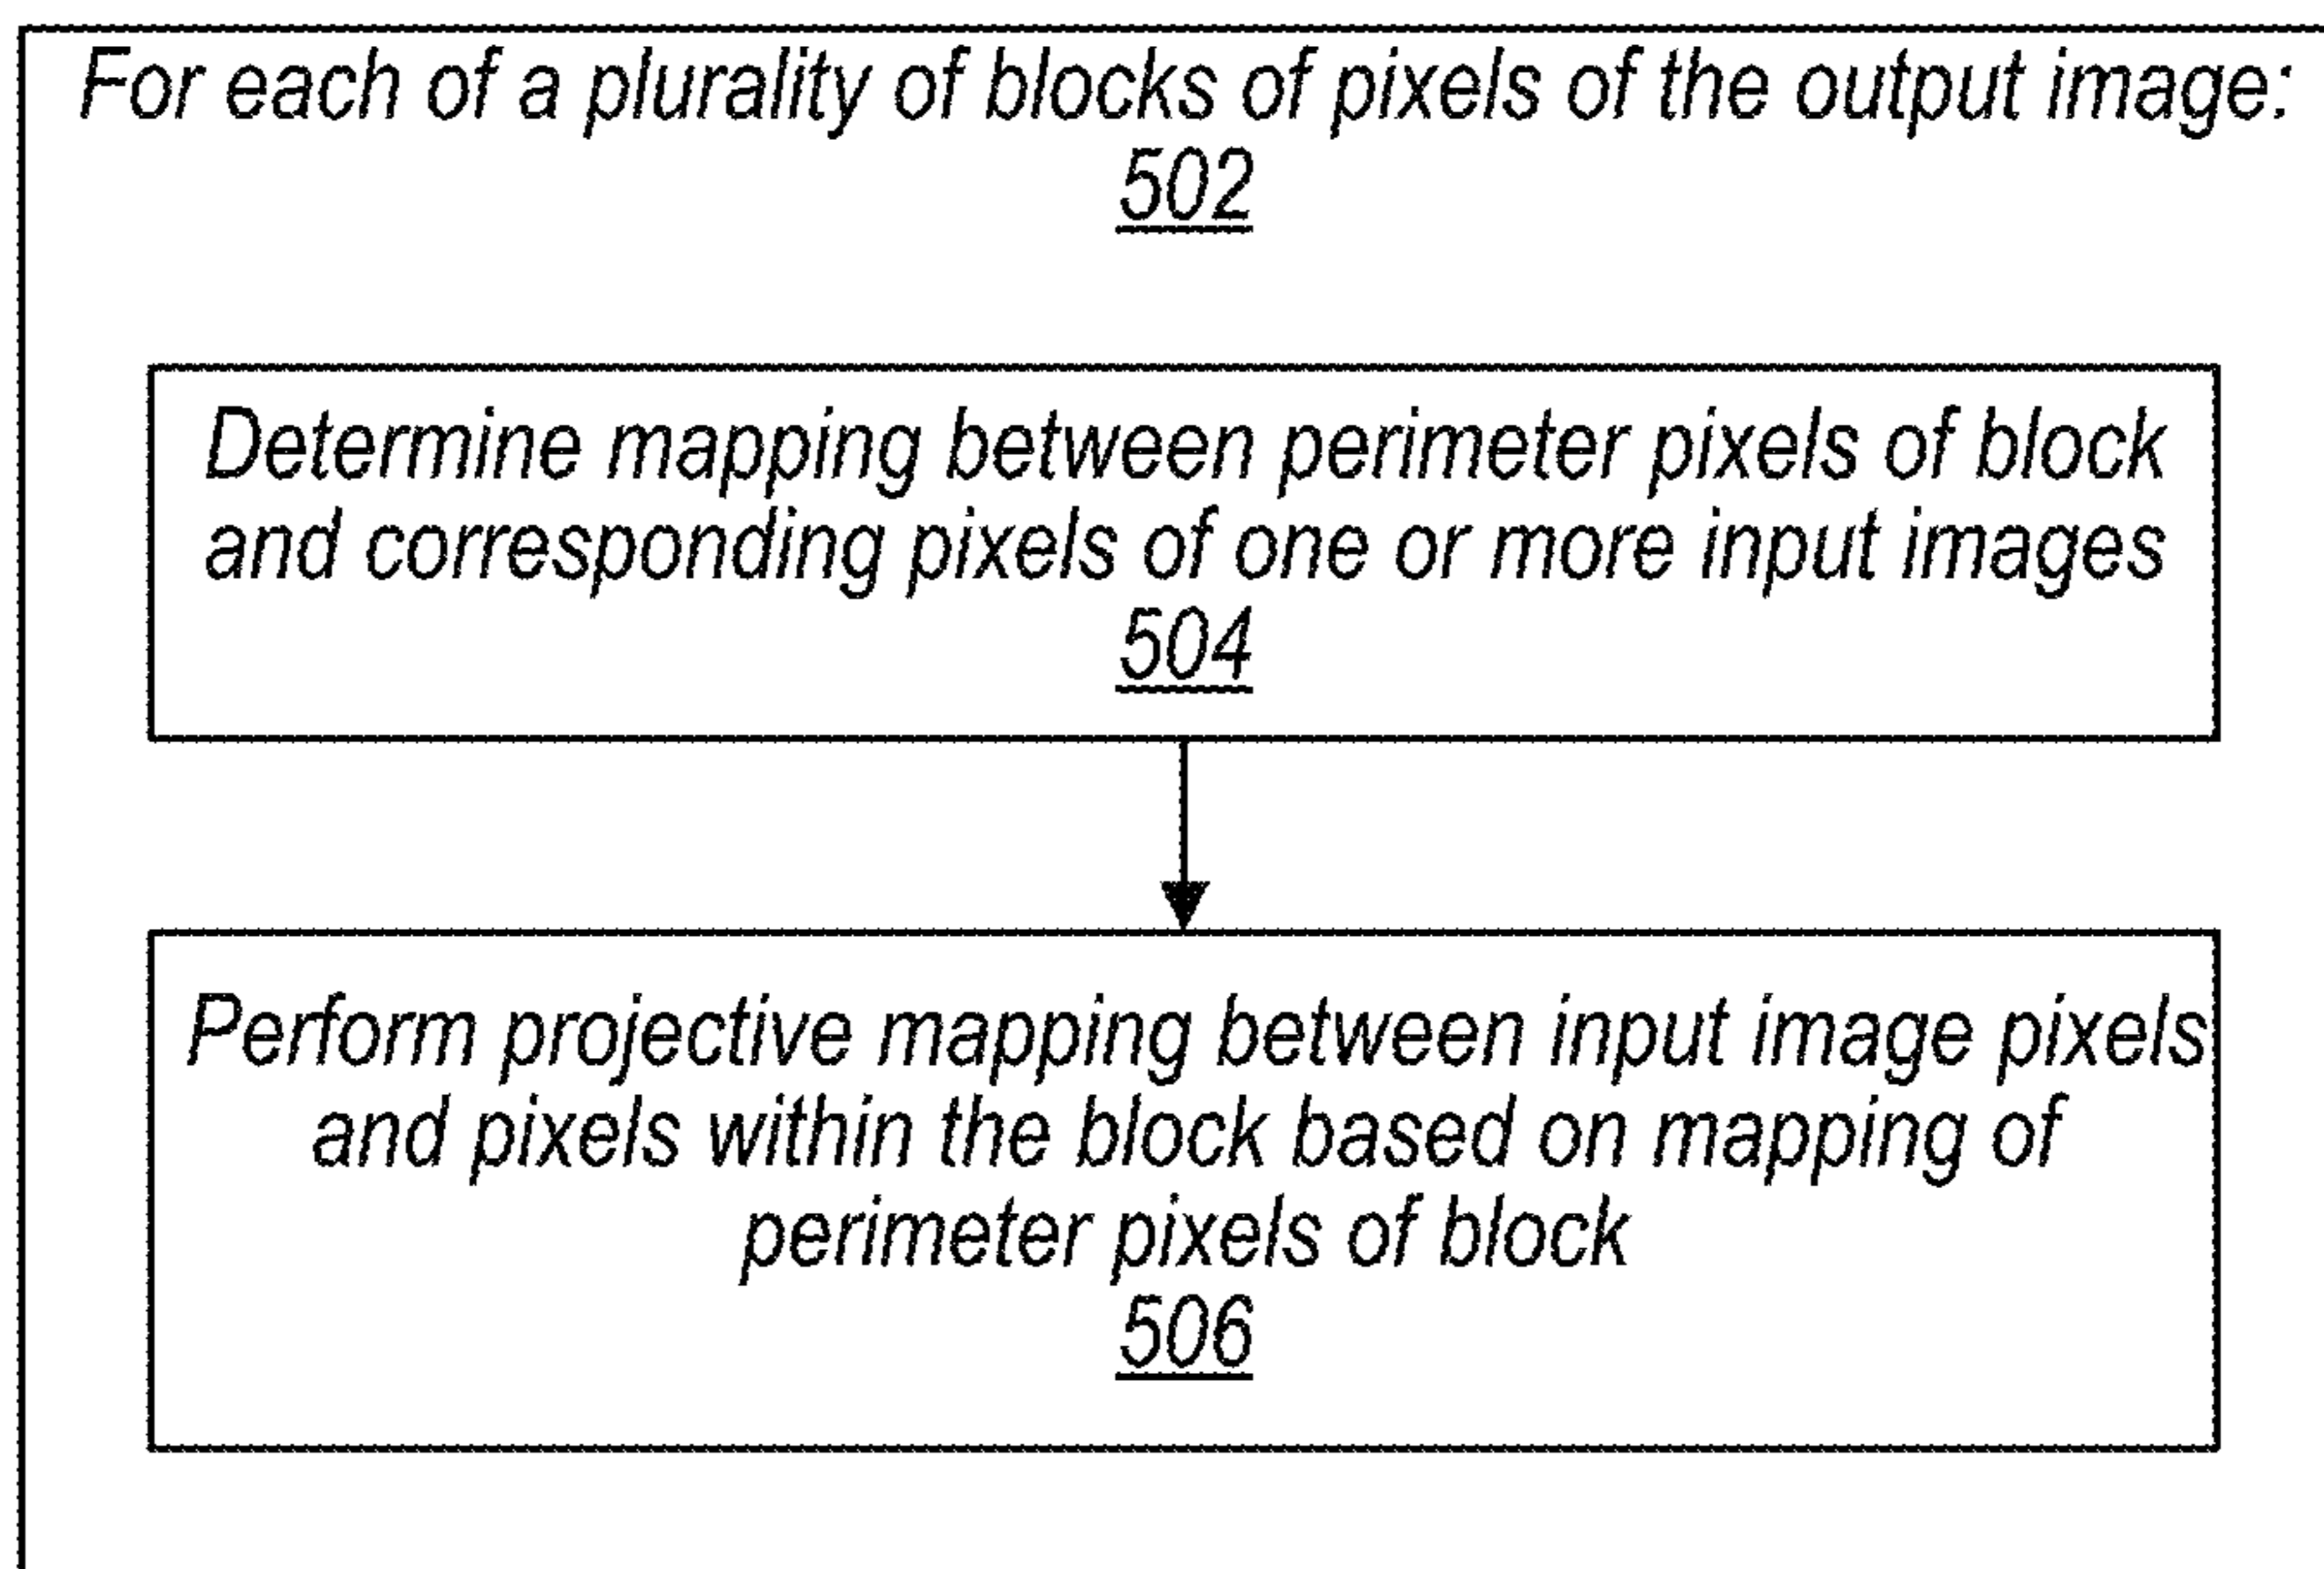 For each of a plurality of blocks of pixels of the output image:
502
Determine mapping between perimeter pixels of block
and corresponding pixels of one or more input images
504
Perform projective mapping between input image pixels
and pixels within the block based on mapping of
perimeter pixels of block
506